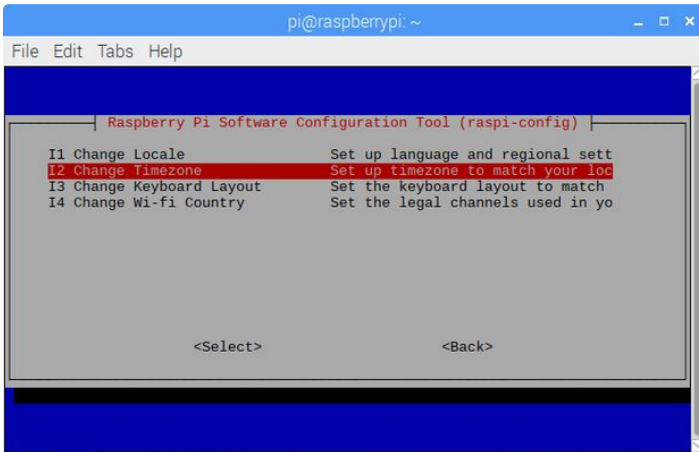 pi@raspberrypi: ~
File Edit Tabs Help
Raspberry Pi Software Configuration Tool (raspi-config)
I1 Change Locale Set up language and regional sett
I2 Change Timezone Set up timezone to match your loc
I3 Change Keyboard Layout Set the keyboard layout to match
I4 Change Wi-fi Country Set the legal channels used in yo
<Select> <Back>